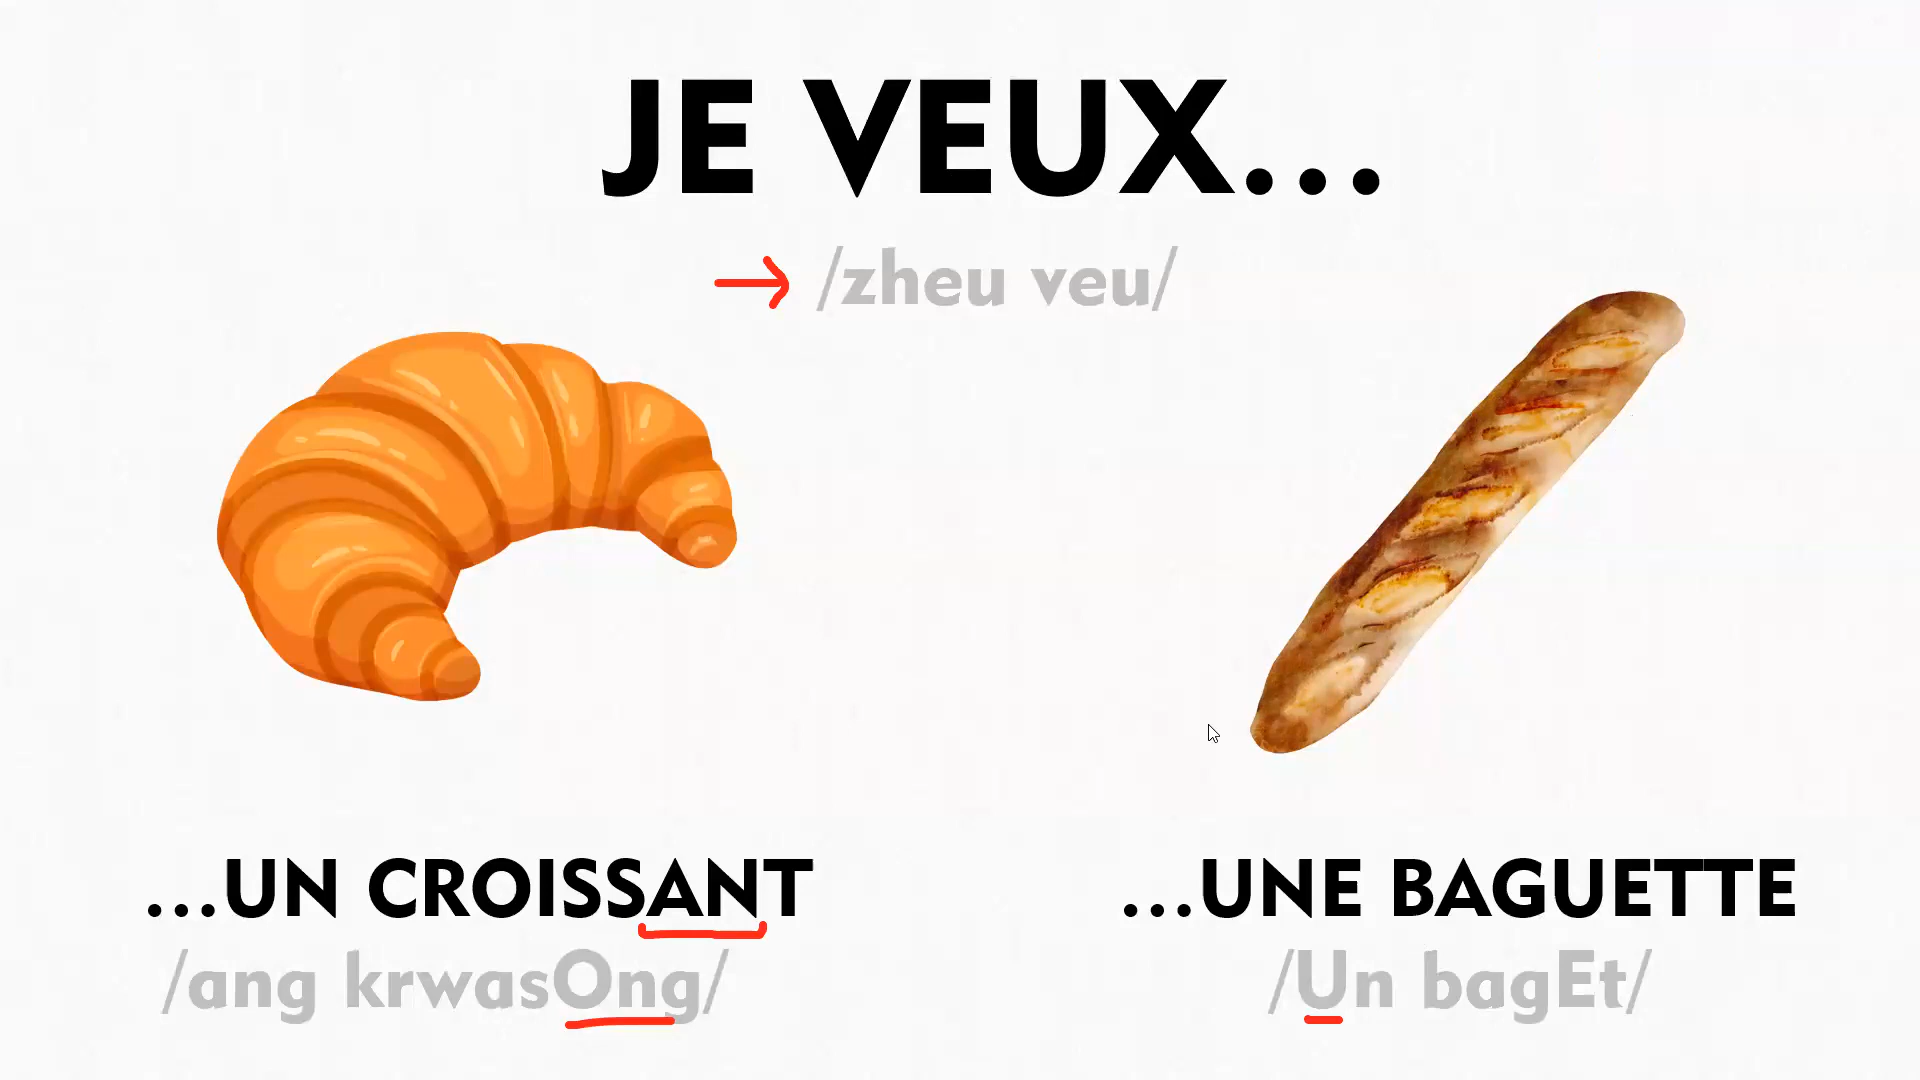 JE VEUX...
/zheu veu/
...UN CROISSANT
/ang krwasOng/
...UNE BAGUETTE
/Un bagEt/